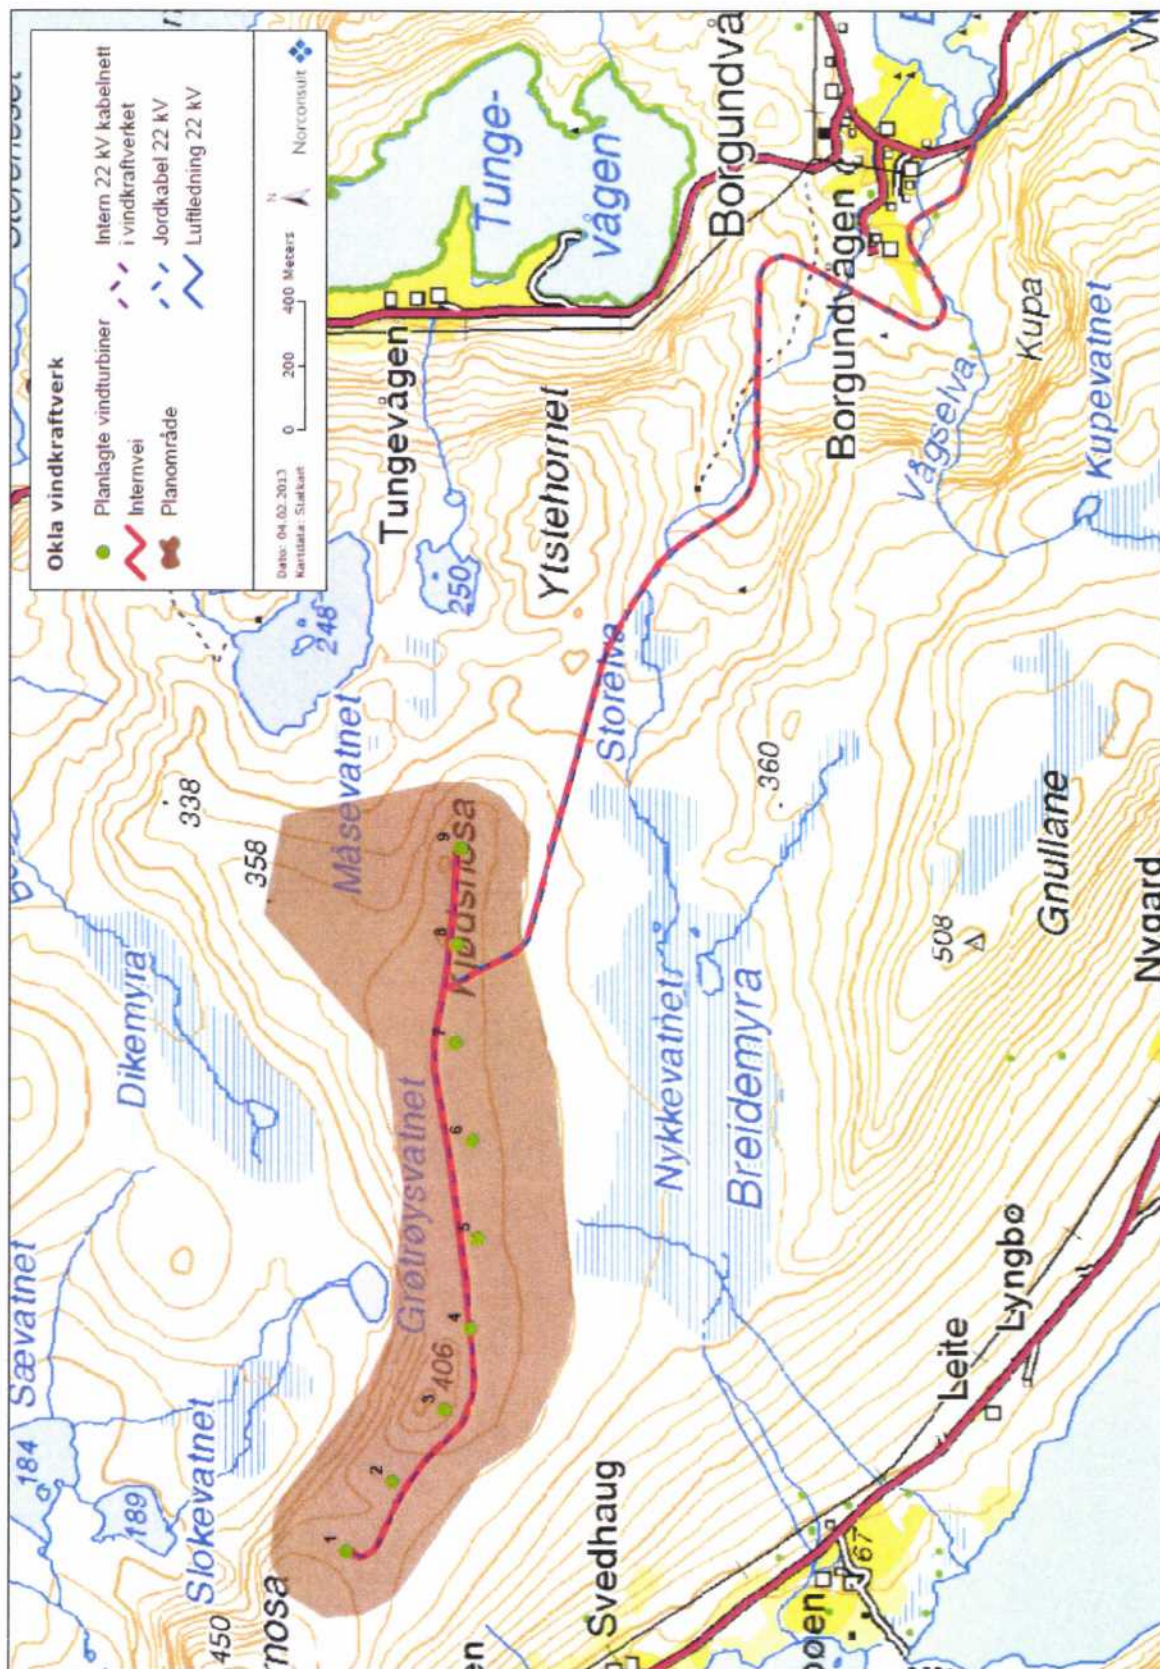 Okla vindkraftverk
Planlagte vindturbiner
Internvei
Planområde
Intern 22 kV kabelnett
i vindkraftverket
Jordkabel 22 kV
Luftledning 22 kV
Dato: 04.02.2013
Kartdata: Statkart
0 200 400 Meters
N
Norconsult
Sævatnet
184
189
Slokevatnet
450
Dikemyra
338
358
Måsevatnet
248
Tungevågen
250
Tunge-
vågen
Grøtrøysvatnet
406
1
2
3
4
5
6
7
8
9
Kjødsnosa
Ytstehornet
Storelva
Borgundvå
Borgundvågen
Vågselva
Kupa
Kupevatnet
Nykkevatnet
Breidemyra
360
508
Gnullane
Nygard
Svedhaug
Leite
Lyngbø
67